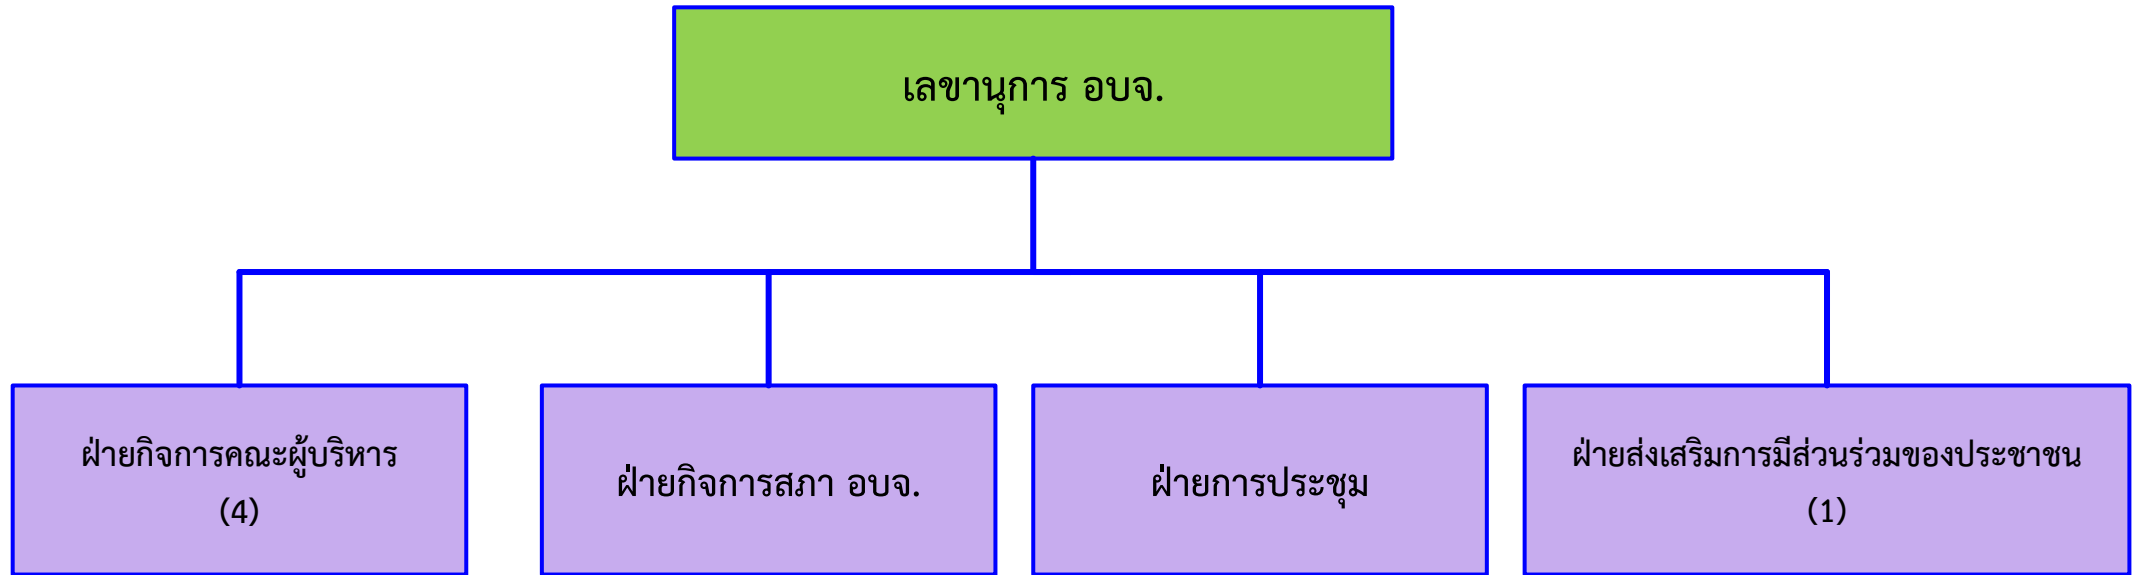 เลขานุการ อบจ.
ฝ่ายกิจการคณะผู้บริหาร
(4)
ฝ่ายกิจการสภา อบจ.
ฝ่ายการประชุม
ฝ่ายส่งเสริมการมีส่วนร่วมของประชาชน
(1)